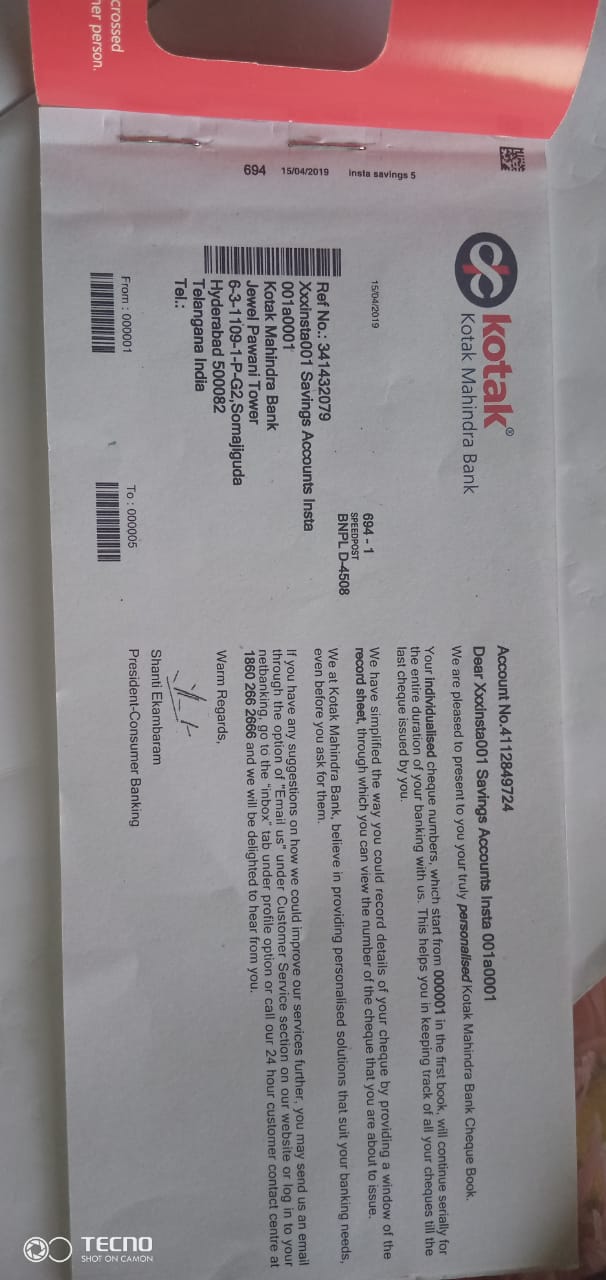 crossed
her person.
694 15/04/2019 insta savings 5
kotak®
Kotak Mahindra Bank
15/04/2019
694 - 1
SPEEDPOST
BNPL D-4508
Ref No.: 341432079
XxxInsta001 Savings Accounts Insta
001a0001
Kotak Mahindra Bank
Jewel Pawani Tower
6-3-1109-1-P-G2,Somajiguda
Hyderabad 500082
Telangana India
Tel.:
From : 000001 To : 000005
Account No.4112849724
Dear XxxInsta001 Savings Accounts Insta 001a0001
We are pleased to present to you your truly personalised Kotak Mahindra Bank Cheque Book.
Your individualised cheque numbers, which start from 000001 in the first book, will continue serially for
the entire duration of your banking with us. This helps you in keeping track of all your cheques till the
last cheque issued by you.
We have simplified the way you could record details of your cheque by providing a window of the
record sheet, through which you can view the number of the cheque that you are about to issue.
We at Kotak Mahindra Bank, believe in providing personalised solutions that suit your banking needs,
even before you ask for them.
If you have any suggestions on how we could improve our services further, you may send us an email
through the option of "Email us" under Customer Service section on our website or log in to your
netbanking, go to the "inbox" tab under profile option or call our 24 hour customer contact centre at
1860 266 2666 and we will be delighted to hear from you.
Warm Regards,
Shanti Ekambaram
President-Consumer Banking
TECNO
SHOT ON CAMON